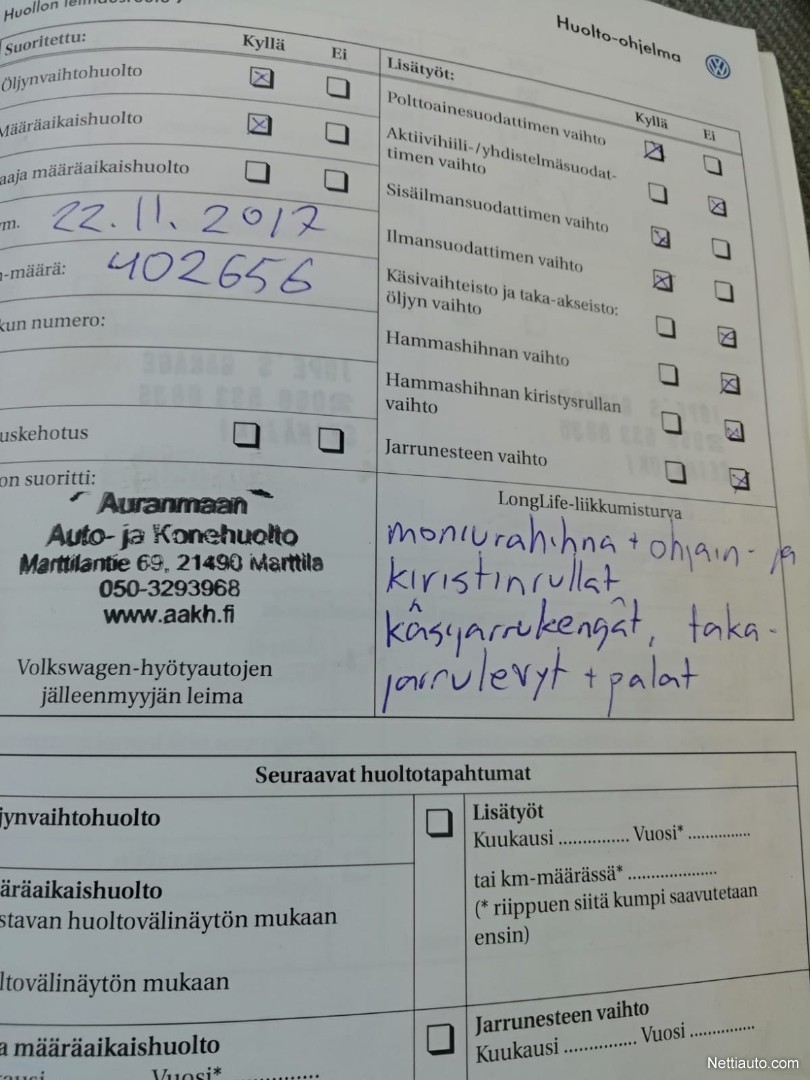 Huollon
Huolto-ohjelma
Suoritettu: Kyllä Ei
Öljynvaihtohuolto
Määräaikaishuolto
aaja määräaikaishuolto
m. 22.11.2017
-määrä: 402656
kun numero:
uskehotus
on suoritti:
Auranmaan
Auto- ja Konehuolto
Marttilantie 69, 21490 Marttila
050-3293968
www.aakh.fi
Volkswagen-hyötyautojen
jälleenmyyjän leima
Lisätyöt: Kyllä Ei
Polttoainesuodattimen vaihto
Aktiivihiili-/yhdistelmäsuodat-
timen vaihto
Sisäilmansuodattimen vaihto
Ilmansuodattimen vaihto
Käsivaihteisto ja taka-akseisto:
öljyn vaihto
Hammashihnan vaihto
Hammashihnan kiristysrullan
vaihto
Jarrunesteen vaihto
LongLife-liikkumisturva
moniurahihna + ohjain- ja
kiristinrullat
käsijarrukengät, taka-
jarrulevyt + palat
Seuraavat huoltotapahtumat
jynvaihtohuolto
äräaikaishuolto
stavan huoltovälinäytön mukaan
ltovälinäytön mukaan
a määräaikaishuolto
Vuosi*
Lisätyöt
Kuukausi ............... Vuosi* ..............
tai km-määrässä* ....................
(* riippuen siitä kumpi saavutetaan
ensin)
Jarrunesteen vaihto
Kuukausi ............... Vuosi ..............
Nettiauto.com